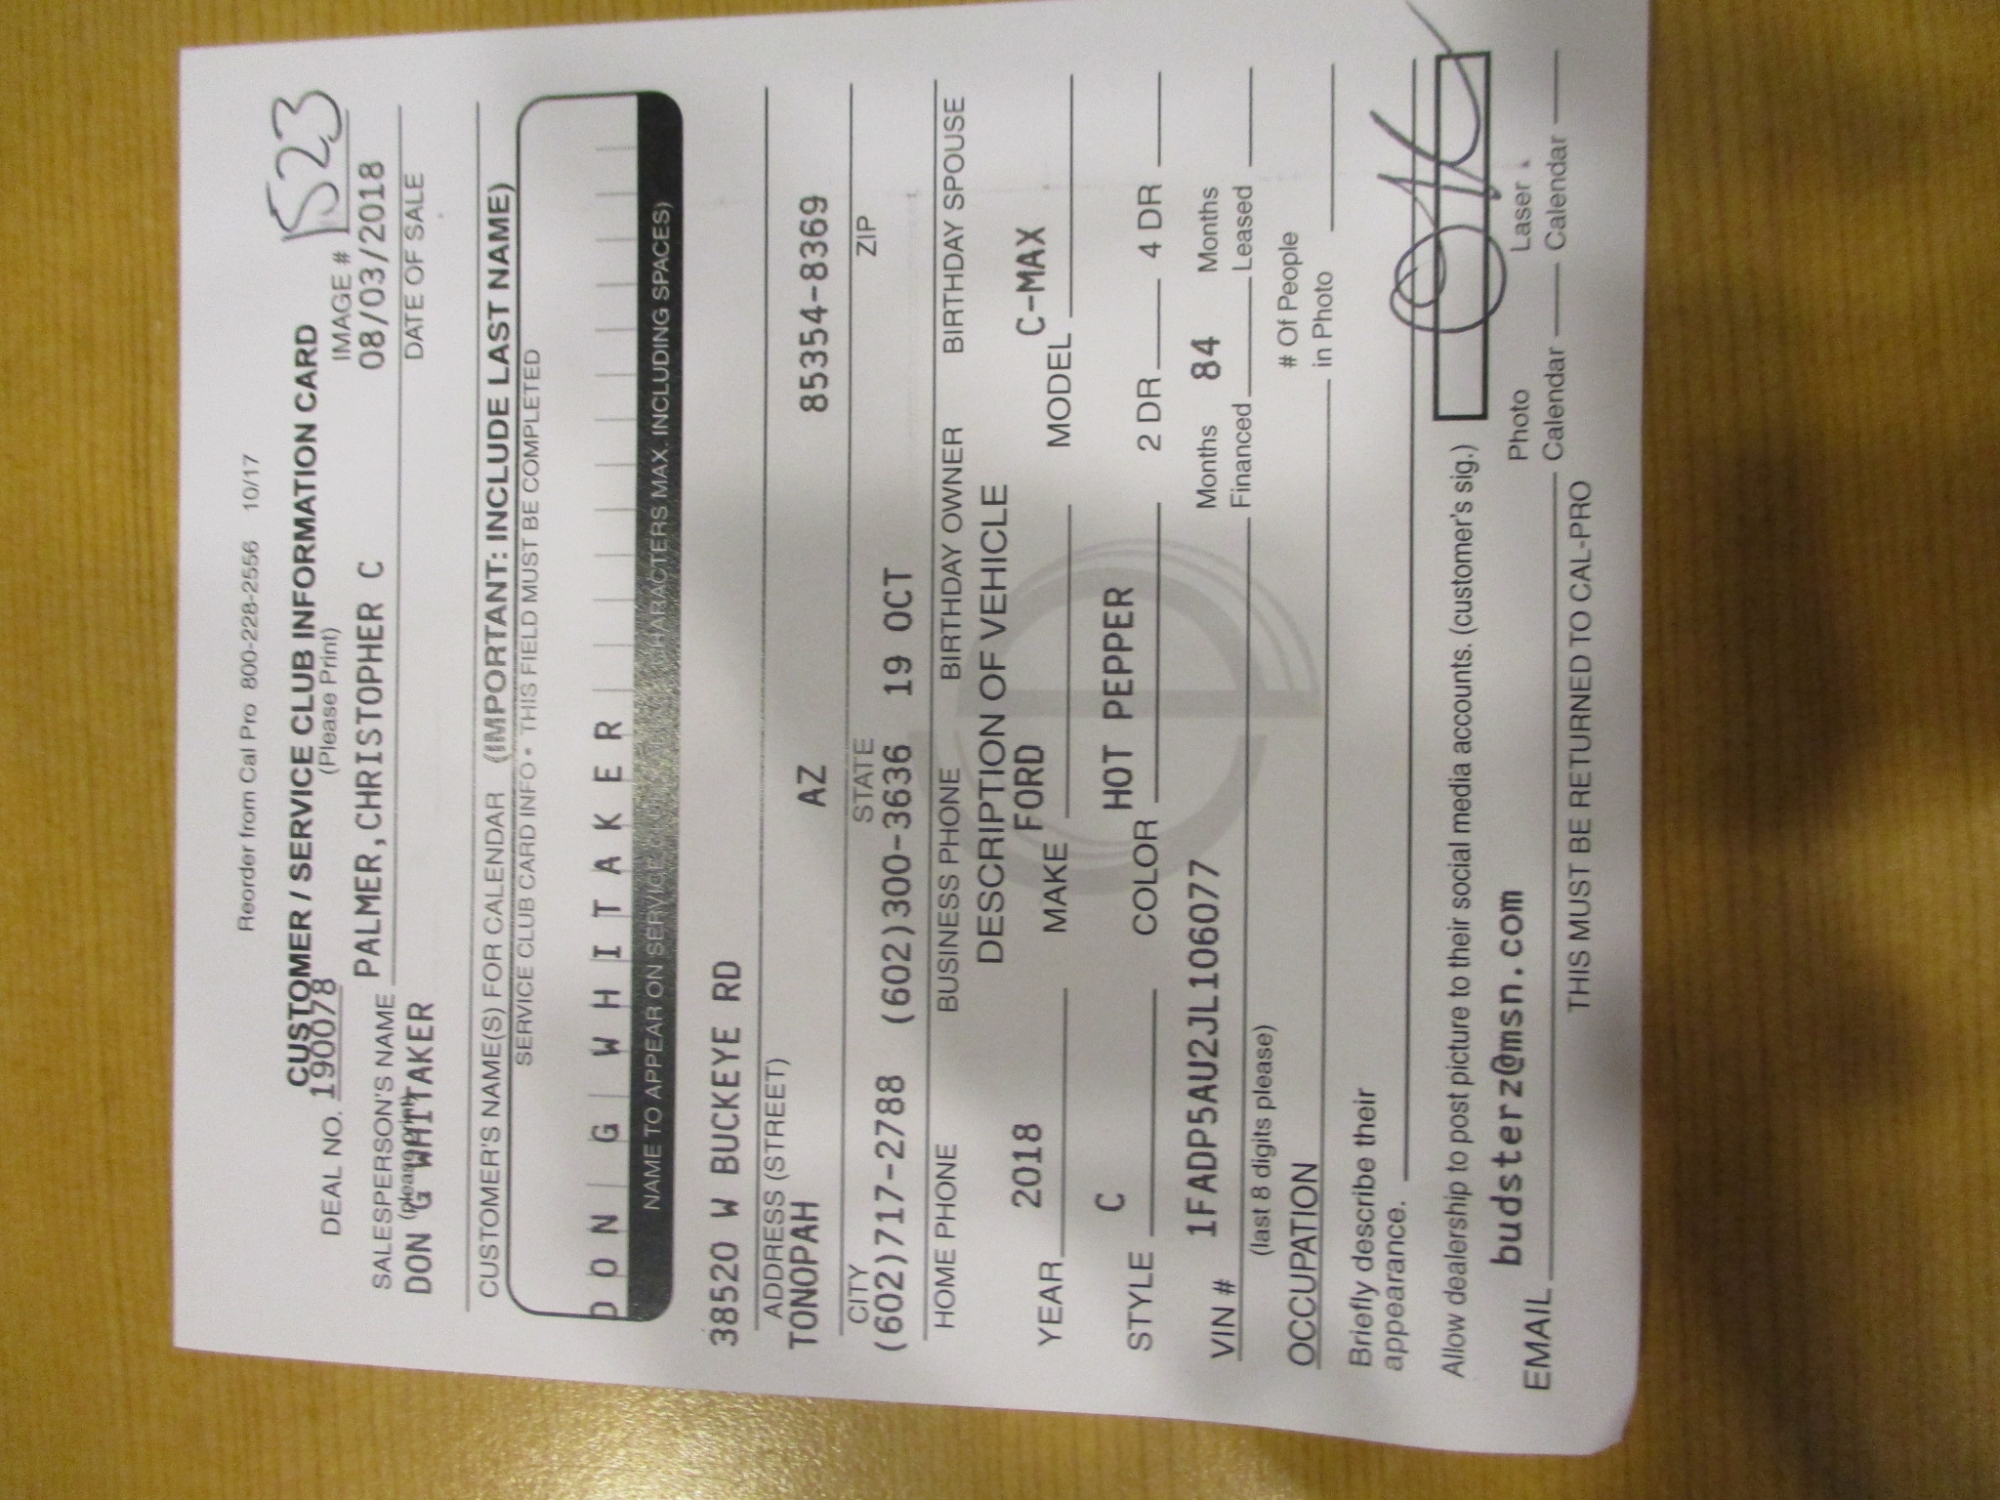 Reorder from Cal Pro 800-228-2556 10/17
CUSTOMER / SERVICE CLUB INFORMATION CARD
(Please Print)
DEAL NO. 190078 IMAGE # 1523
PALMER,CHRISTOPHER C 08/03/2018
SALESPERSON'S NAME (please print) DATE OF SALE
DON G WHITAKER
CUSTOMER'S NAME(S) FOR CALENDAR (IMPORTANT: INCLUDE LAST NAME)
SERVICE CLUB CARD INFO • THIS FIELD MUST BE COMPLETED
DON G WHITAKER
NAME TO APPEAR ON SERVICE CHARACTERS MAX. INCLUDING SPACES)
38520 W BUCKEYE RD
ADDRESS (STREET)
TONOPAH AZ 85354-8369
CITY STATE ZIP
(602)717-2788 (602)300-3636 19 OCT
HOME PHONE BUSINESS PHONE BIRTHDAY OWNER BIRTHDAY SPOUSE
DESCRIPTION OF VEHICLE
YEAR 2018 MAKE FORD MODEL C-MAX
STYLE C COLOR HOT PEPPER 2 DR 4 DR
VIN # 1FADP5AU2JL106077 Months Financed 84 Months Leased
(last 8 digits please)
OCCUPATION # Of People in Photo
Briefly describe their
appearance.
Allow dealership to post picture to their social media accounts. (customer's sig.)
Photo Laser
EMAIL budsterz@msn.com Calendar Calendar Calendar
THIS MUST BE RETURNED TO CAL-PRO